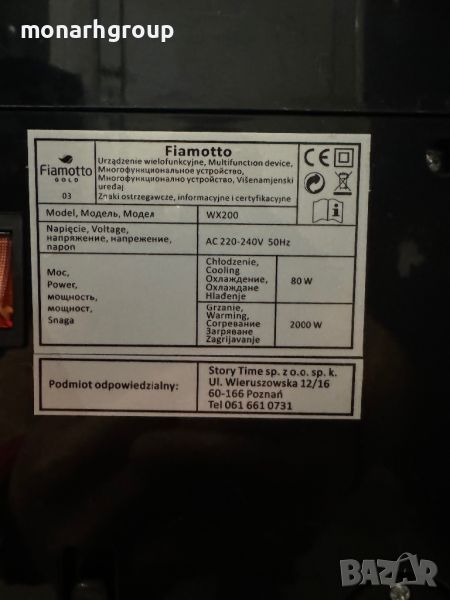 monarhgroup
Fiamotto
GOLD
03
Fiamotto
Urządzenie wielofunkcyjne, Multifunction device,
Многофункциональное устройство,
Многофункционално устройство, Višenamjenski
uređaj
Znaki ostrzegawcze, informacyjne i certyfikacyjne
CE
i
Model, Модель, Модел
WX200
Napięcie, Voltage,
напряжение, напрежение,
napon
AC 220-240V 50Hz
Moc,
Power,
мощность,
мощност,
Snaga
Chłodzenie,
Cooling
Охлаждение,
Охлаждане
Hlađenje
80 W
Grzanie,
Warming,
Согревание
Загряване
Zagrijavanje
2000 W
Podmiot odpowiedzialny:
Story Time sp. z o.o. sp. k.
Ul. Wieruszowska 12/16
60-166 Poznań
Tel 061 661 0731
BAZAR